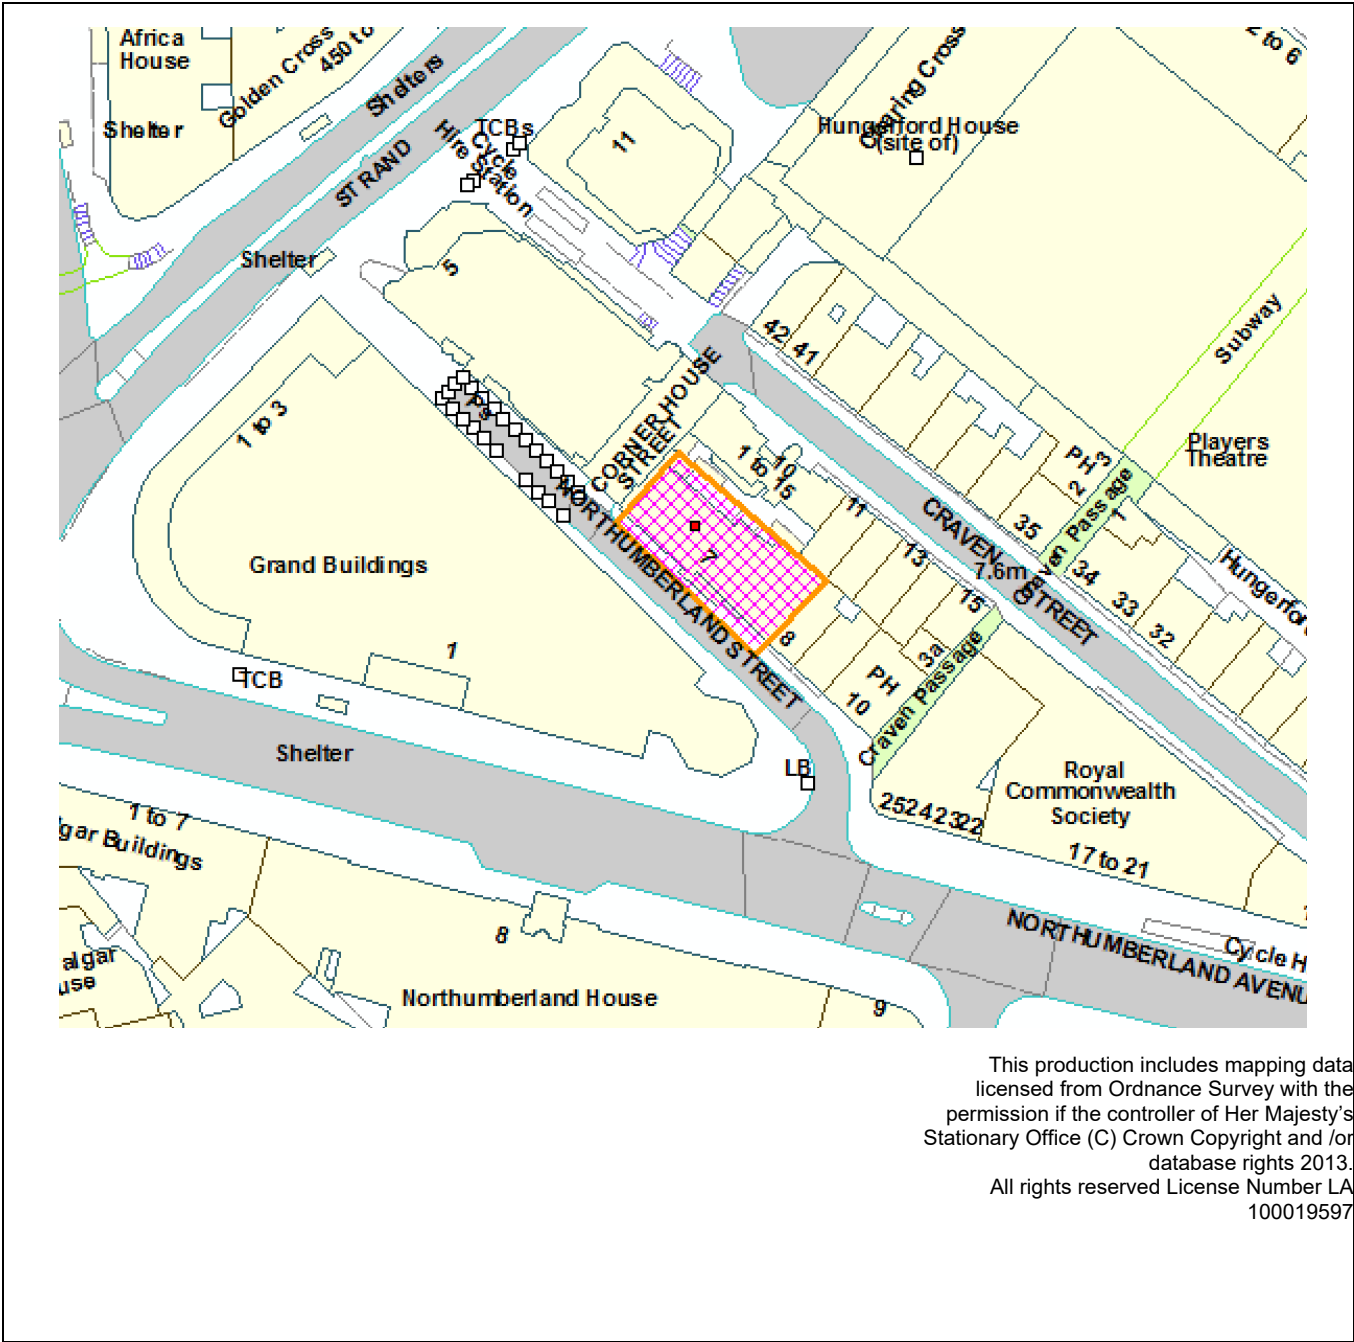 Africa
House
Golden Cross
450 to
Shelters
Shelter
STRAND
TCBs
Cycle
Hire Station
11
Charing Cross
Hungerford House
(site of)
2 to 6
Shelter
5
42
41
Subway
1 to 3
Ps
CORNER HOUSE
STREET
1 to
10
15
PH
3
2
Players
Theatre
11
CRAVEN
STREET
35
Craven Passage
1
NORTHUMBERLAND STREET
7
13
7.6m
34
33
32
Hungerfor
Grand Buildings
15
8
3a
1
PH
10
Craven Passage
TCB
Shelter
LB
Royal
Commonwealth
Society
25 24 23 22
17 to 21
1 to 7
gar Buildings
NORTHUMBERLAND AVENU
Cycle H
8
algar
use
Northumberland House
9
This production includes mapping data
licensed from Ordnance Survey with the
permission if the controller of Her Majesty's
Stationary Office (C) Crown Copyright and /or
database rights 2013.
All rights reserved License Number LA
100019597